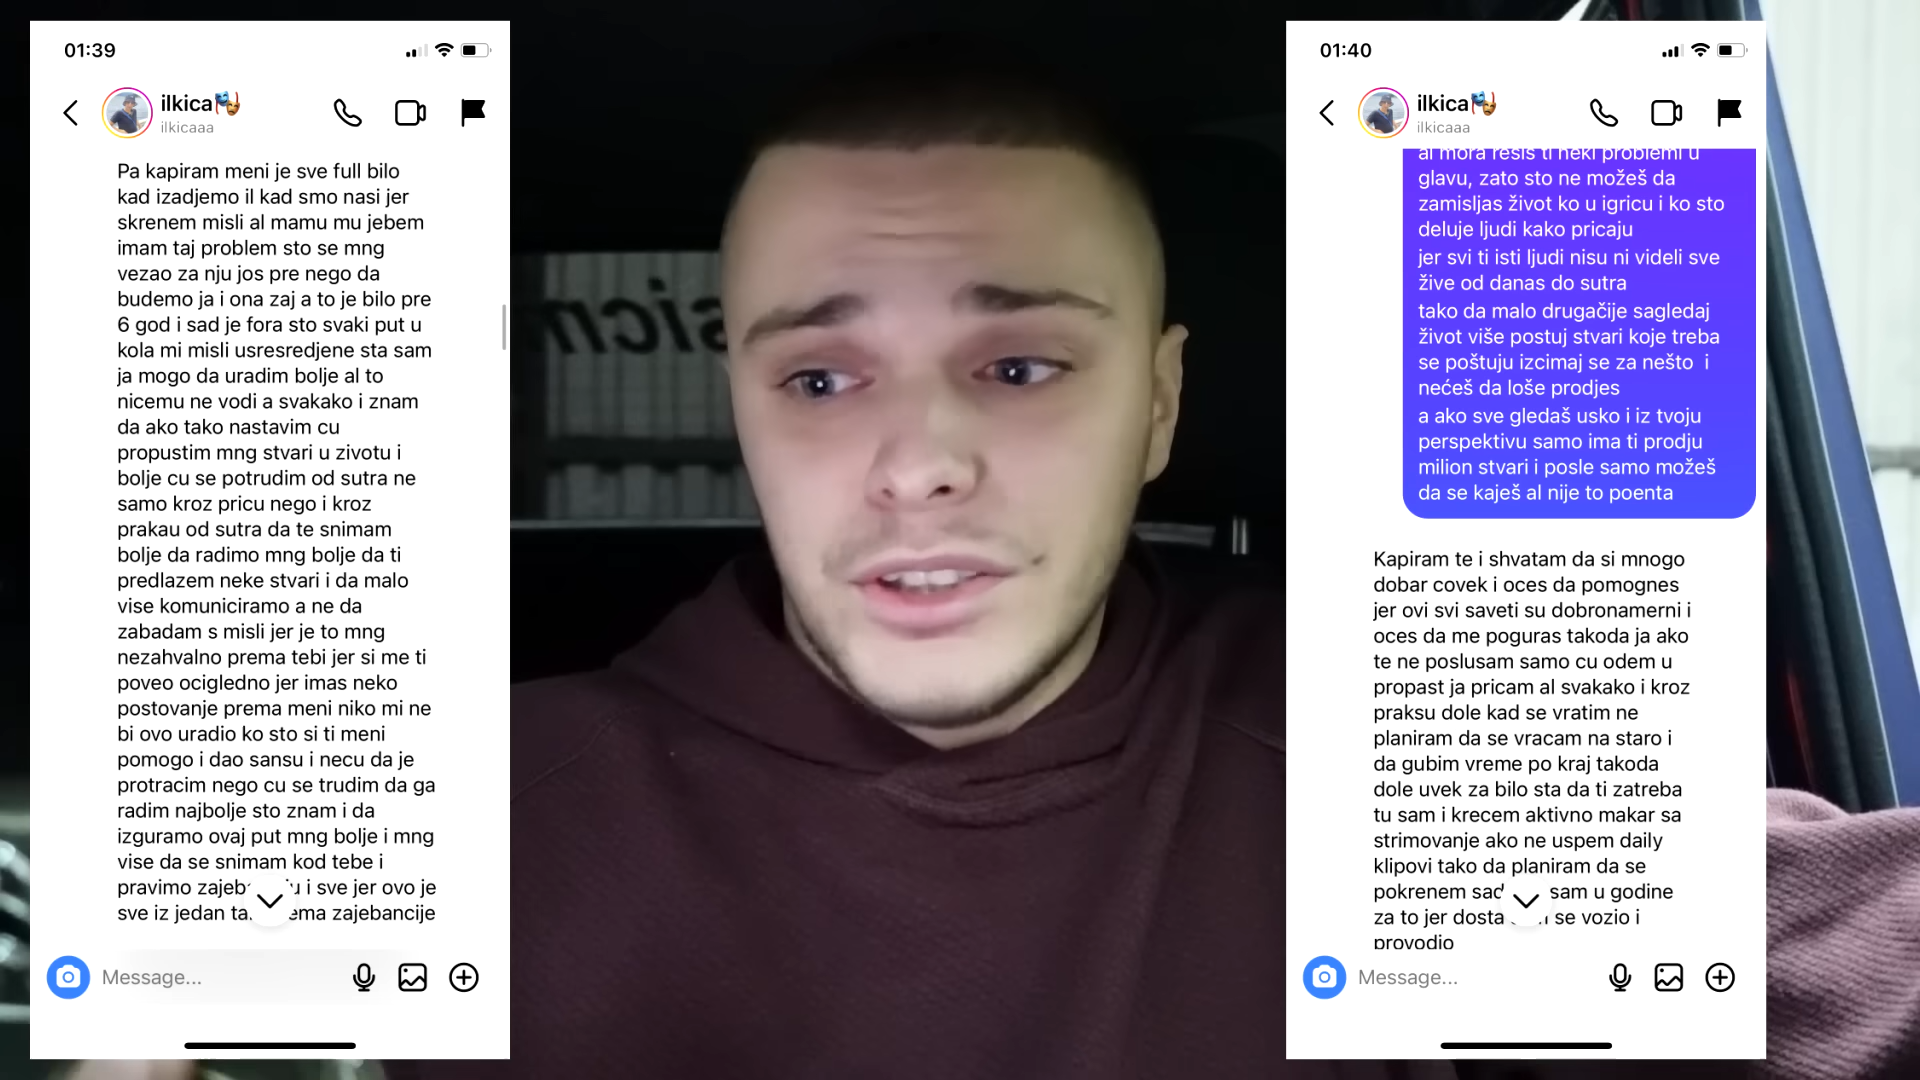 01:39
ilkica
ilkicaaa
Pa kapiram meni je sve full bilo
kad izadjemo il kad smo nasi jer
skrenem misli al mamu mu jebem
imam taj problem sto se mng
vezao za nju jos pre nego da
budemo ja i ona zaj a to je bilo pre
6 god i sad je fora sto svaki put u
kola mi misli usresredjene sta sam
ja mogo da uradim bolje al to
nicemu ne vodi a svakako i znam
da ako tako nastavim cu
propustim mng stvari u zivotu i
bolje cu se potrudim od sutra ne
samo kroz pricu nego i kroz
prakau od sutra da te snimam
bolje da radimo mng bolje da ti
predlazem neke stvari i da malo
vise komuniciramo a ne da
zabadam s misli jer je to mng
nezahvalno prema tebi jer si me ti
poveo ocigledno jer imas neko
postovanje prema meni niko mi ne
bi ovo uradio ko sto si ti meni
pomogo i dao sansu i necu da je
protracim nego cu se trudim da ga
radim najbolje sto znam i da
izguramo ovaj put mng bolje i mng
vise da se snimam kod tebe i
pravimo i sve jer ovo je
sve iz jedan zajebancije
Message...
01:40
ilkica
ilkicaaa
al mora resis ti neki problemi u
glavu, zato sto ne možeš da
zamisljas život ko u igricu i ko sto
deluje ljudi kako pricaju
jer svi ti isti ljudi nisu ni videli sve
žive od danas do sutra
tako da malo drugačije sagledaj
život više postuj stvari koje treba
se poštuju izcimaj se za nešto i
nećeš da loše prodjes
a ako sve gledaš usko i iz tvoju
perspektivu samo ima ti prodju
milion stvari i posle samo možeš
da se kaješ al nije to poenta
Kapiram te i shvatam da si mnogo
dobar covek i oces da pomognes
jer ovi svi saveti su dobronamerni i
oces da me poguras takoda ja ako
te ne poslusam samo cu odem u
propast ja pricam al svakako i kroz
praksu dole kad se vratim ne
planiram da se vracam na staro i
da gubim vreme po kraj takoda
dole uvek za bilo sta da ti zatreba
tu sam i krecem aktivno makar sa
strimovanje ako ne uspem daily
klipovi tako da planiram da se
pokrenem sad sam u godine
za to jer dosta se vozio i
provodio
Message...